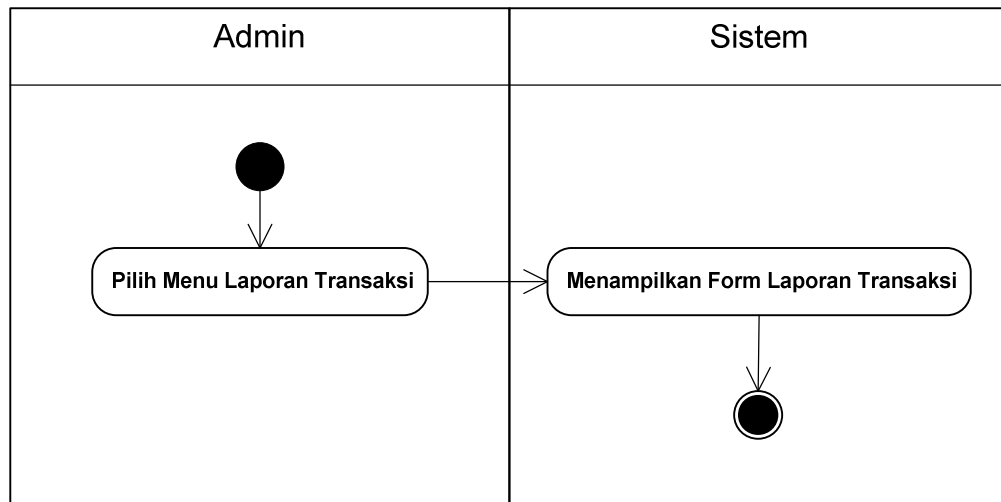 Admin
Sistem
Pilih Menu Laporan Transaksi
Menampilkan Form Laporan Transaksi